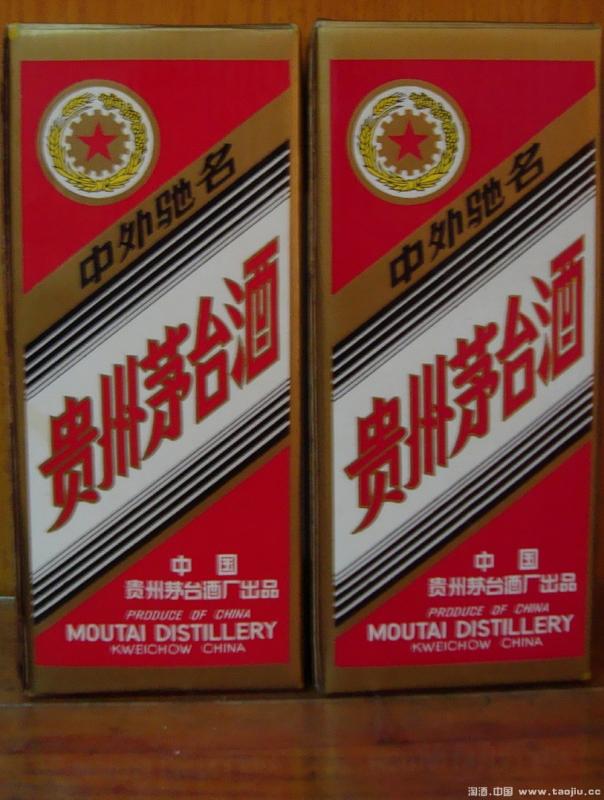 中外驰名
贵州茅台酒
中国
贵州茅台酒厂出品
PRODUCE OF CHINA
MOUTAI DISTILLERY
KWEICHOW CHINA
中外驰名
贵州茅台酒
中国
贵州茅台酒厂出品
PRODUCE OF CHINA
MOUTAI DISTILLERY
KWEICHOW CHINA
淘酒.中国 www.taojiu.cc